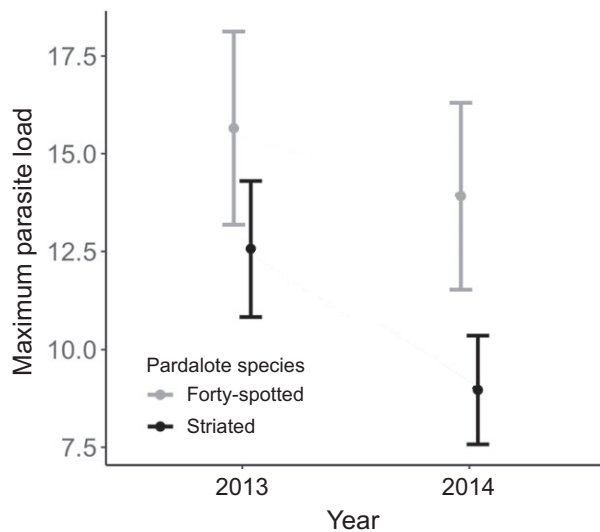 Maximum parasite load
17.5
15.0
12.5
10.0
7.5
Pardalote species
Forty-spotted
Striated
2013 2014
Year